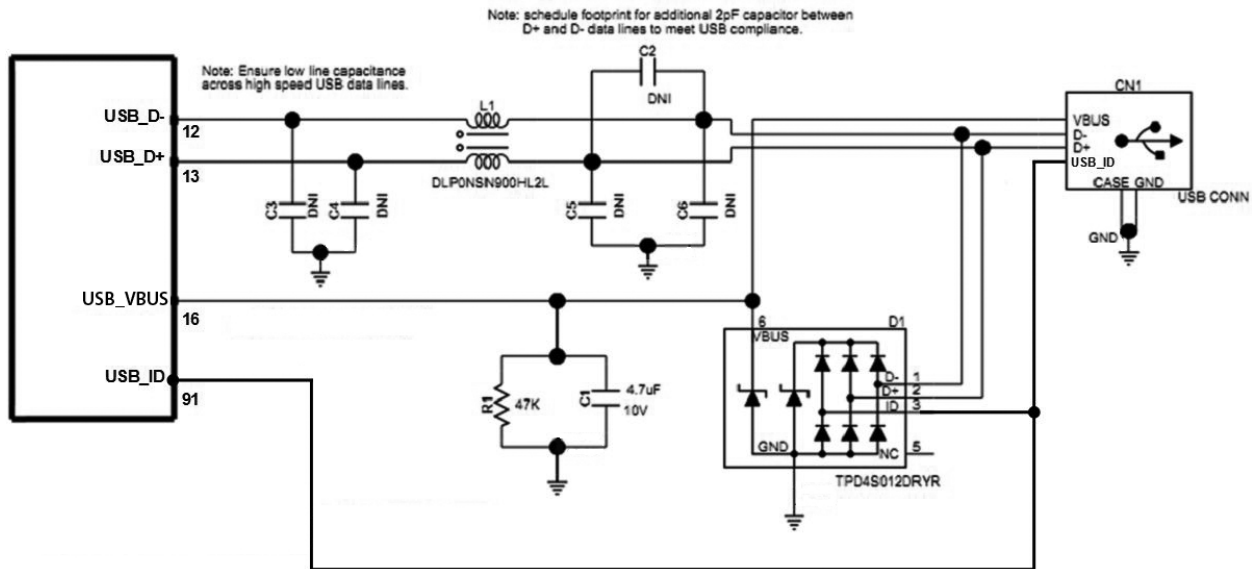 Note: schedule footprint for additional 2pF capacitor between
D+ and D- data lines to meet USB compliance.
C2
DNI
Note: Ensure low line capacitance
across high speed USB data lines.
L1
DLIP0NSN900HL2L
USB_D-
12
USB_D+
13
C3
DNI
C4
DNI
C5
DNI
C6
DNI
CN1
VBUS
D-
D+
USB_ID
CASE GND
USB CONN
GND
USB_VBUS
16
USB_ID
91
R1
47K
C1
4.7uF
10V
6
D1
VBUS
D- 1
D+ 2
ID 3
GND
NC 5
TPD4S012DRYR